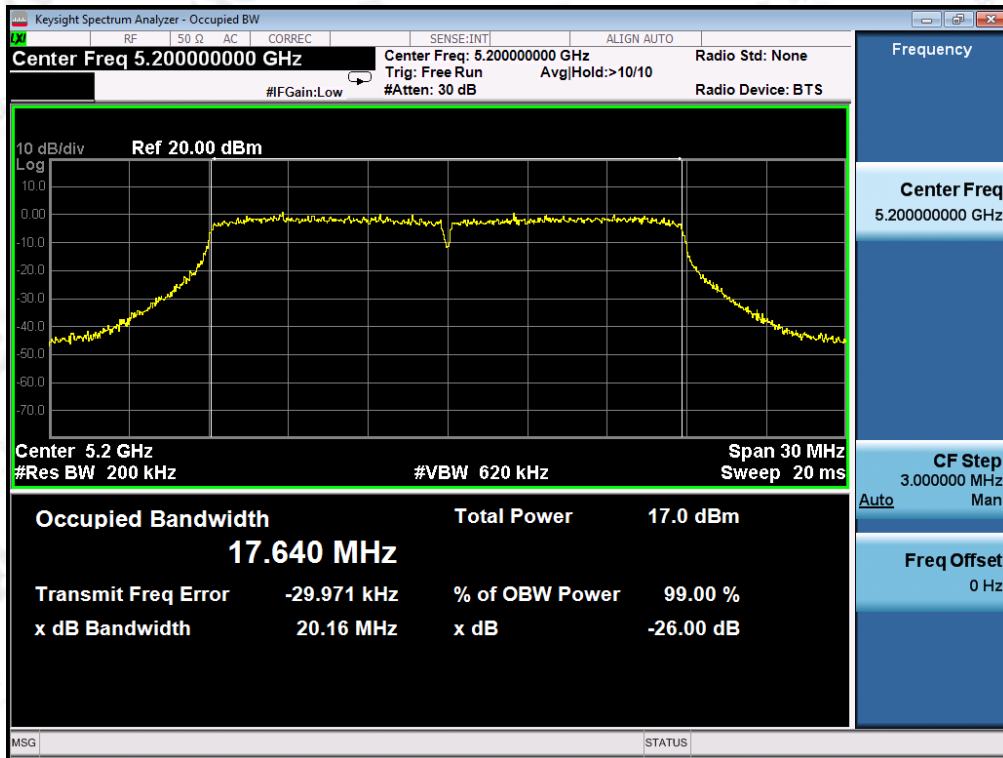 Keysight Spectrum Analyzer - Occupied BW
LXI RF 50 Ω AC CORREC SENSE:INT ALIGN AUTO
Center Freq 5.200000000 GHz
Center Freq: 5.200000000 GHz Radio Std: None
Trig: Free Run Avg|Hold:>10/10
#IFGain:Low #Atten: 30 dB Radio Device: BTS
10 dB/div Ref 20.00 dBm
Log
10.0
0.00
-10.0
-20.0
-30.0
-40.0
-50.0
-60.0
-70.0
Center 5.2 GHz Span 30 MHz
#Res BW 200 kHz #VBW 620 kHz Sweep 20 ms
Occupied Bandwidth Total Power 17.0 dBm
17.640 MHz
Transmit Freq Error -29.971 kHz % of OBW Power 99.00 %
x dB Bandwidth 20.16 MHz x dB -26.00 dB
MSG STATUS
Frequency
Center Freq
5.200000000 GHz
CF Step
3.000000 MHz
Auto Man
Freq Offset
0 Hz